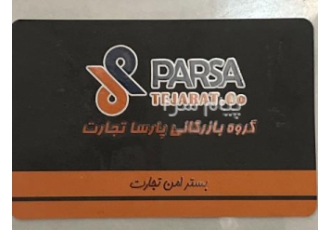 PARSA
TEJARAT.Co
گروه بازرگانی پارسا تجارت
بستر امن تجارت